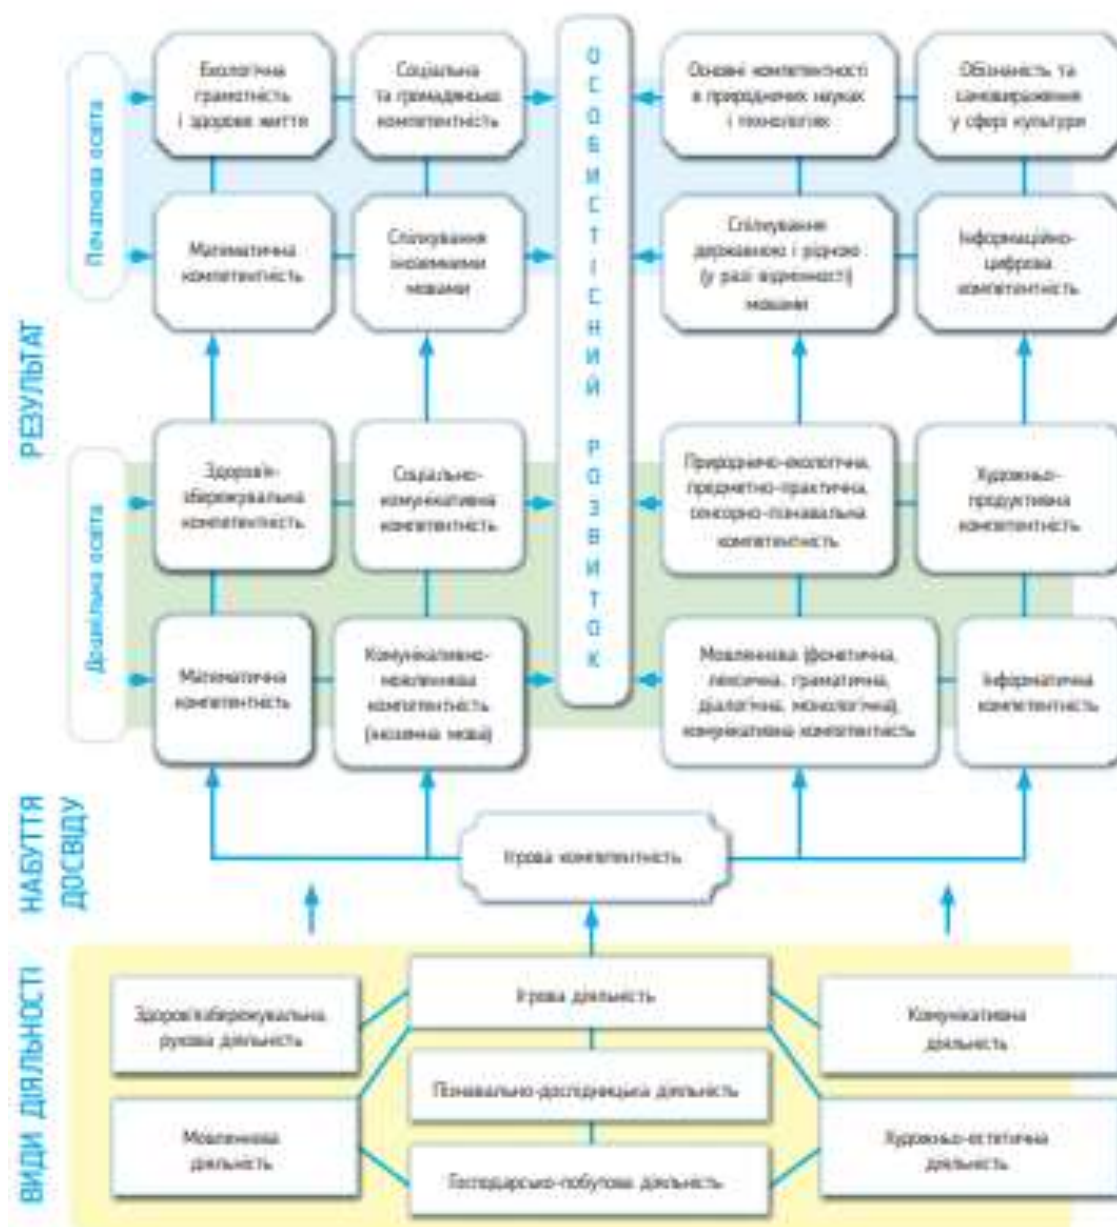 Початкова освіта
Екологічна
грамотність
і здорове життя
Соціальна
та громадянська
компетентність
Основні компетентності
в природничих науках
і технологіях
Обізнаність та
самовираження
у сфері культури
Математична
компетентність
Спілкування
іноземними
мовами
Спілкування
державною і рідною
(у разі відмінності)
мовами
Інформаційно-
цифрова
компетентність
ОСОБИСТІСНИЙ РОЗВИТОК
РЕЗУЛЬТАТ
Дошкільна освіта
Здоров'я-
збережувальна
компетентність
Соціально-
комунікативна
компетентність
Природничо-екологічна,
предметно-практична,
сенсорно-пізнавальна
компетентність
Художньо-
продуктивна
компетентність
Математична
компетентність
Комунікативно-
мовленнєва
компетентність
(іноземна мова)
Мовленнєва (фонетична,
лексична, граматична,
діалогічна, монологічна),
комунікативна компетентність
Інформатична
компетентність
НАБУТТЯ
ДОСВІДУ
Ігрова компетентність
ВИДИ ДІЯЛЬНОСТІ
Здоров'язбережувальна,
рухова діяльність
Ігрова діяльність
Комунікативна
діяльність
Пізнавально-дослідницька діяльність
Мовленнєва
діяльність
Господарсько-побутова діяльність
Художньо-естетична
діяльність